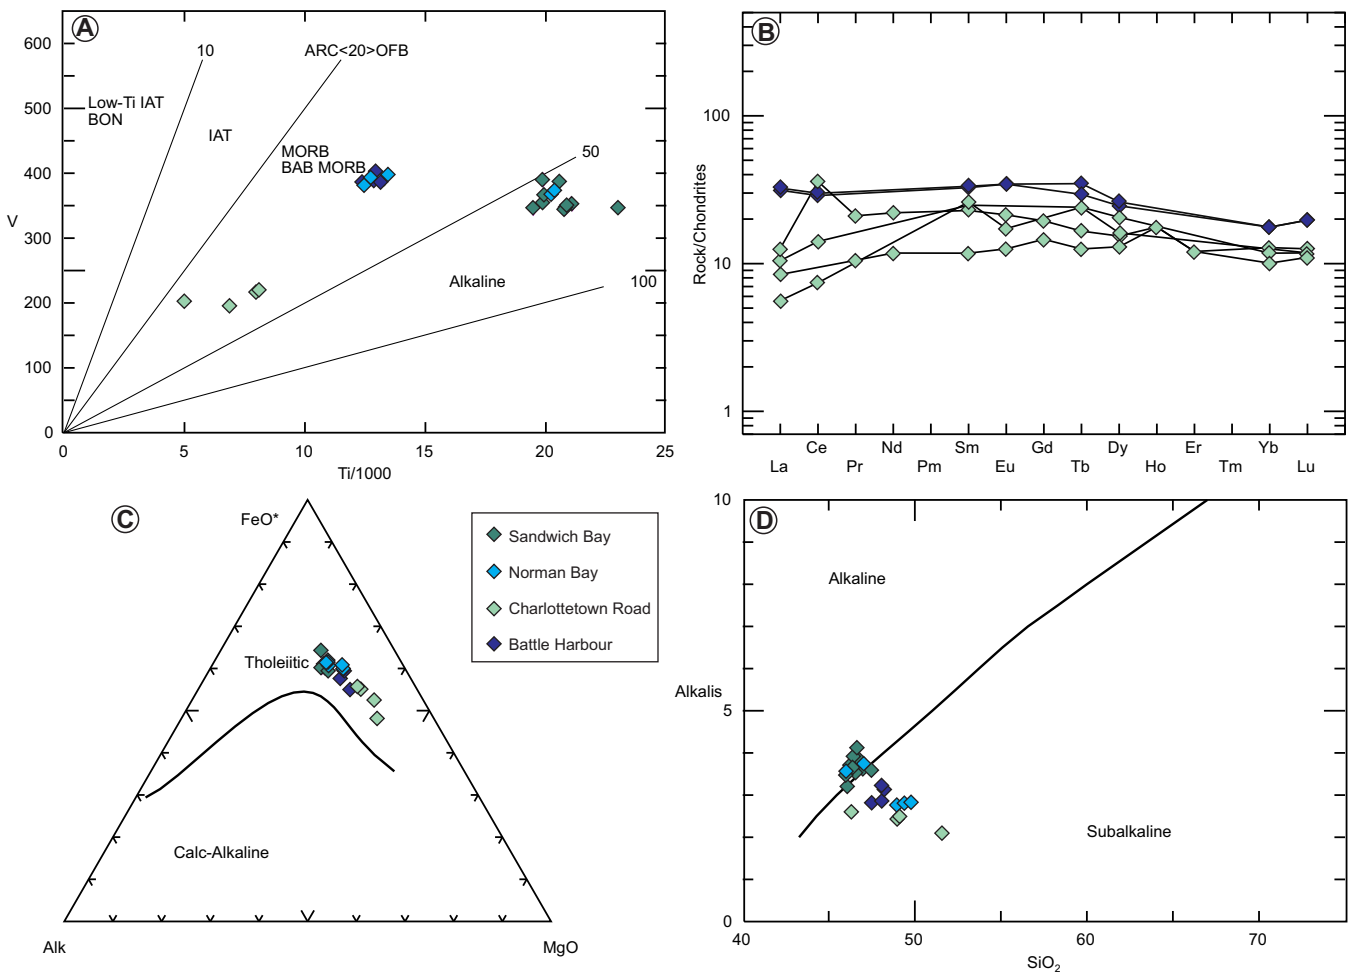 A
600
500
400
300
200
100
0
V
10
ARC<20>OFB
Low-Ti IAT
BON
IAT
MORB
BAB MORB
50
Alkaline
100
0
5
10
15
20
25
Ti/1000
B
100
10
1
Rock/Chondrites
Ce
Nd
Sm
Gd
Dy
Er
Yb
La
Pr
Pm
Eu
Tb
Ho
Tm
Lu
C
FeO*
Tholeiitic
Calc-Alkaline
Alk
MgO
Sandwich Bay
Norman Bay
Charlottetown Road
Battle Harbour
D
10
5
0
Alkalis
Alkaline
Subalkaline
40
50
60
70
SiO₂